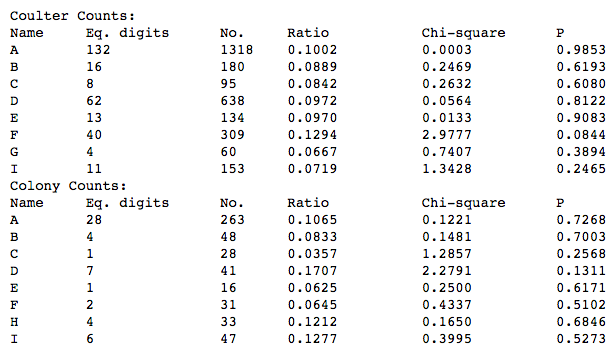 Coulter Counts:
Name Eq. digits No. Ratio Chi-square P
A 132 1318 0.1002 0.0003 0.9853
B 16 180 0.0889 0.2469 0.6193
C 8 95 0.0842 0.2632 0.6080
D 62 638 0.0972 0.0564 0.8122
E 13 134 0.0970 0.0133 0.9083
F 40 309 0.1294 2.9777 0.0844
G 4 60 0.0667 0.7407 0.3894
I 11 153 0.0719 1.3428 0.2465
Colony Counts:
Name Eq. digits No. Ratio Chi-square P
A 28 263 0.1065 0.1221 0.7268
B 4 48 0.0833 0.1481 0.7003
C 1 28 0.0357 1.2857 0.2568
D 7 41 0.1707 2.2791 0.1311
E 1 16 0.0625 0.2500 0.6171
F 2 31 0.0645 0.4337 0.5102
H 4 33 0.1212 0.1650 0.6846
I 6 47 0.1277 0.3995 0.5273